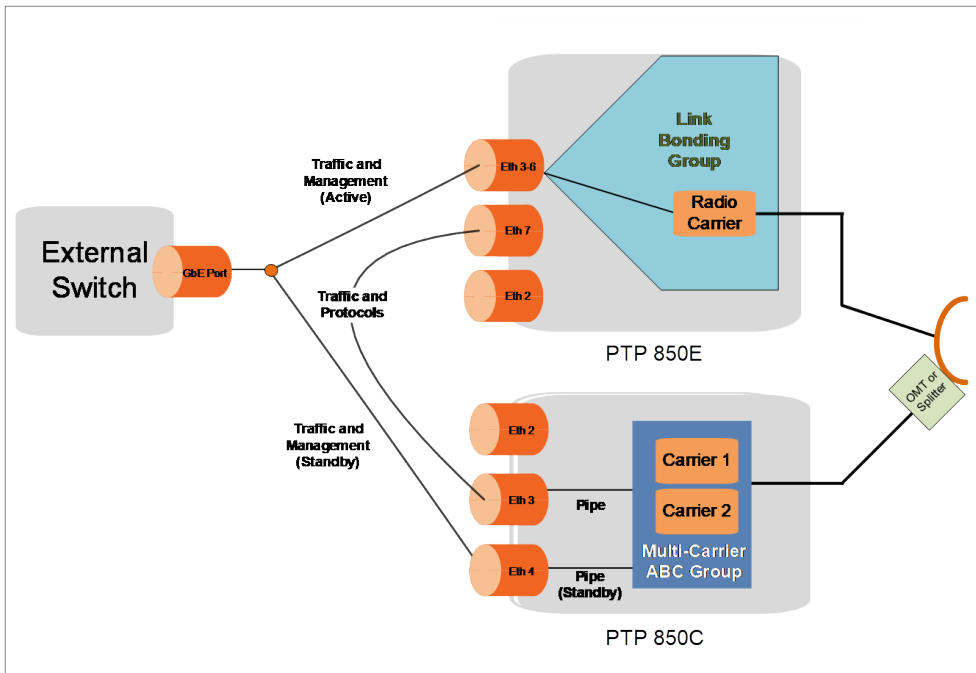 Link
Bonding
Group
Traffic and
Management
(Active)
Eth 3-6
Radio
Carrier
External
Switch
GbE Port
Eth 7
Traffic and
Protocols
Eth 2
PTP 850E
OMT or
Splitter
Traffic and
Management
(Standby)
Eth 2
Carrier 1
Eth 3
Pipe
Carrier 2
Multi-Carrier
ABC Group
Eth 4
Pipe
(Standby)
PTP 850C